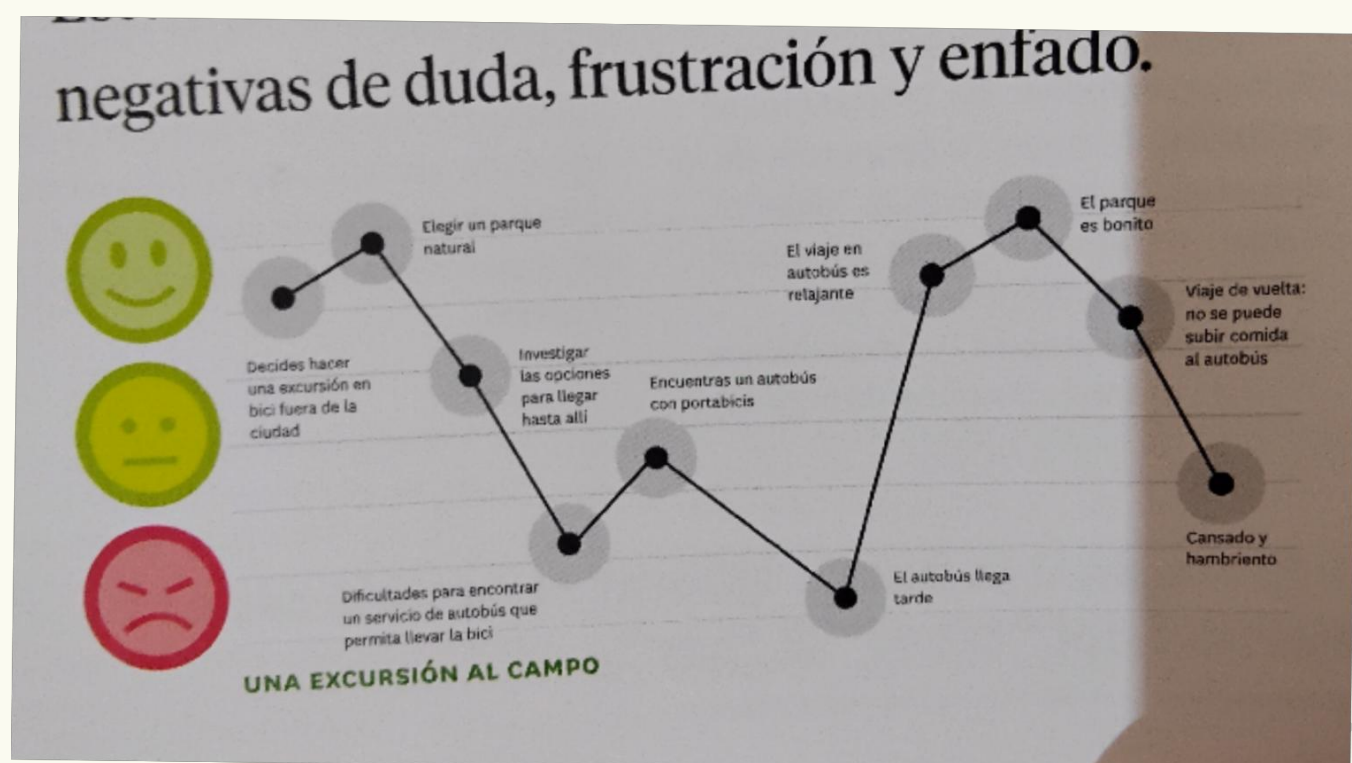 negativas de duda, frustración y enfado.
Elegir un parque
natural
Decides hacer
una excursión en
bici fuera de la
ciudad
Investigar
las opciones
para llegar
hasta allí
Dificultades para encontrar
un servicio de autobús que
permita llevar la bici
Encuentras un autobús
con portabicis
El autobús llega
tarde
El viaje en
autobús es
relajante
El parque
es bonito
Viaje de vuelta:
no se puede
subir comida
al autobús
Cansado y
hambriento
UNA EXCURSIÓN AL CAMPO